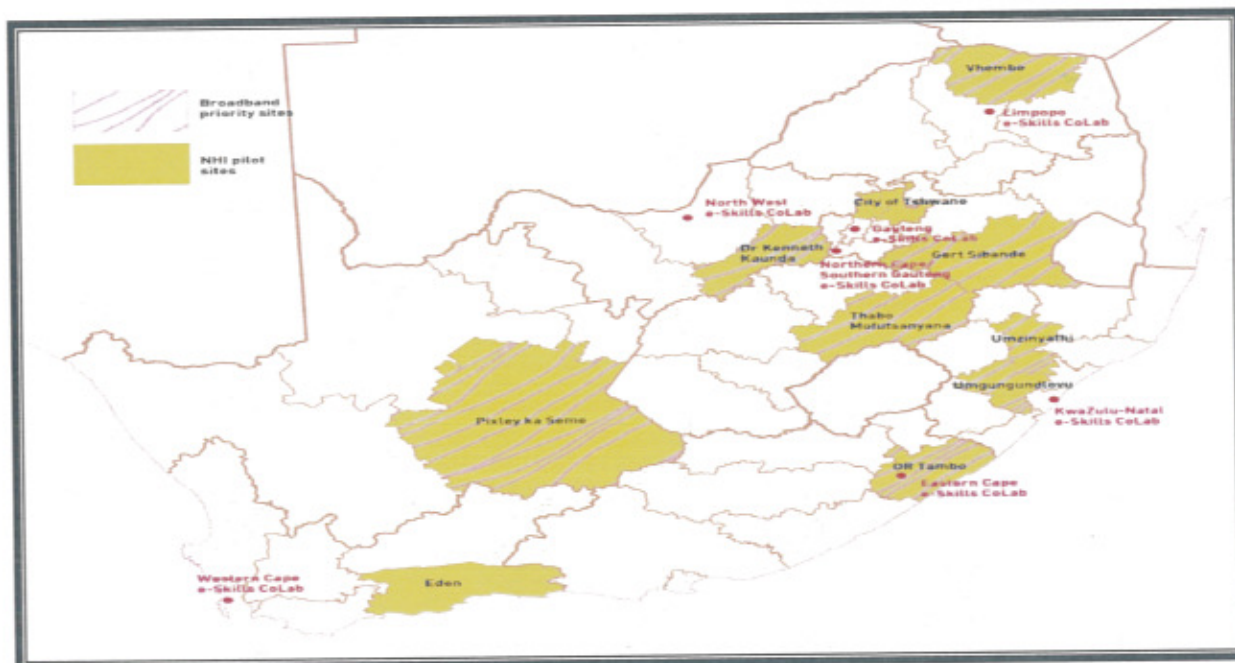 Broadband
priority sites
NHI pilot
sites
Vhembe
Limpopo
e-Skills CoLab
North West
e-Skills CoLab
City of Tshwane
Gauteng
e-Skills CoLab
Dr Kenneth
Kaunda
Gert Sibande
Northern Cape/
Southern Gauteng
e-Skills CoLab
Thabo
Mofutsanyana
Umzinyathi
Umgungundlovu
KwaZulu-Natal
e-Skills CoLab
Pixley ka Seme
OR Tambo
Eastern Cape
e-Skills CoLab
Western Cape
e-Skills CoLab
Eden